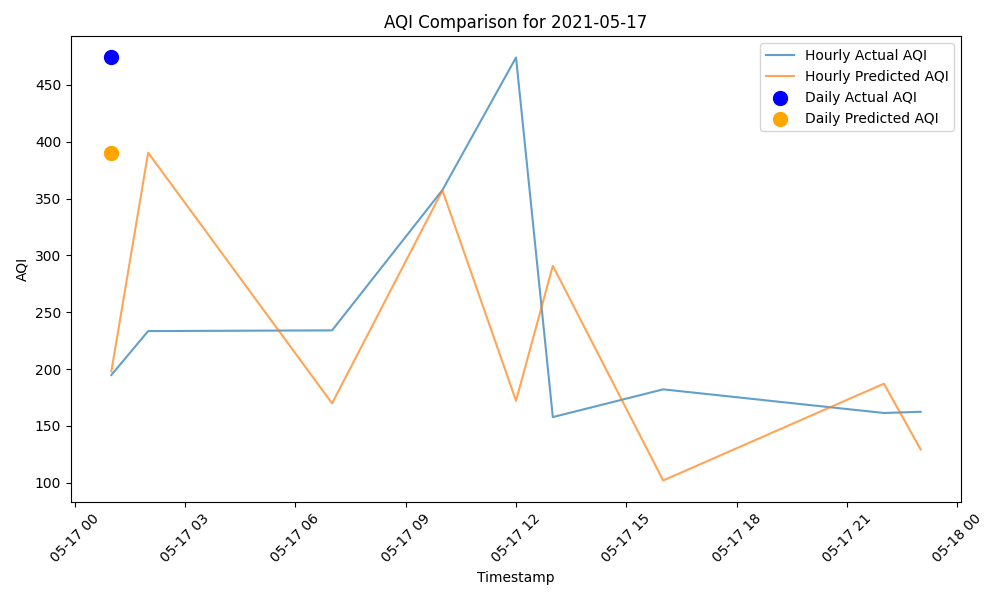 AQI Comparison for 2021-05-17
Hourly Actual AQI
Hourly Predicted AQI
Daily Actual AQI
Daily Predicted AQI
AQI
450
400
350
300
250
200
150
100
05-17 00
05-17 03
05-17 06
05-17 09
05-17 12
05-17 15
05-17 18
05-17 21
05-18 00
Timestamp